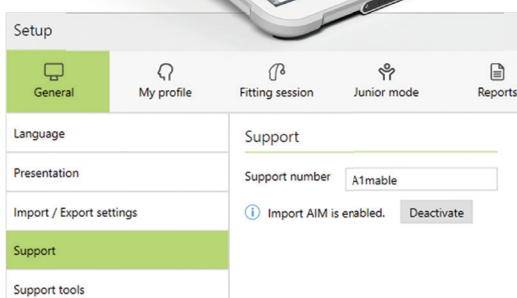 Setup
General
My profile
Fitting session
Junior mode
Reports
Language
Presentation
Import / Export settings
Support
Support tools
Support
Support number
A1mable
Import AIM is enabled.
Deactivate